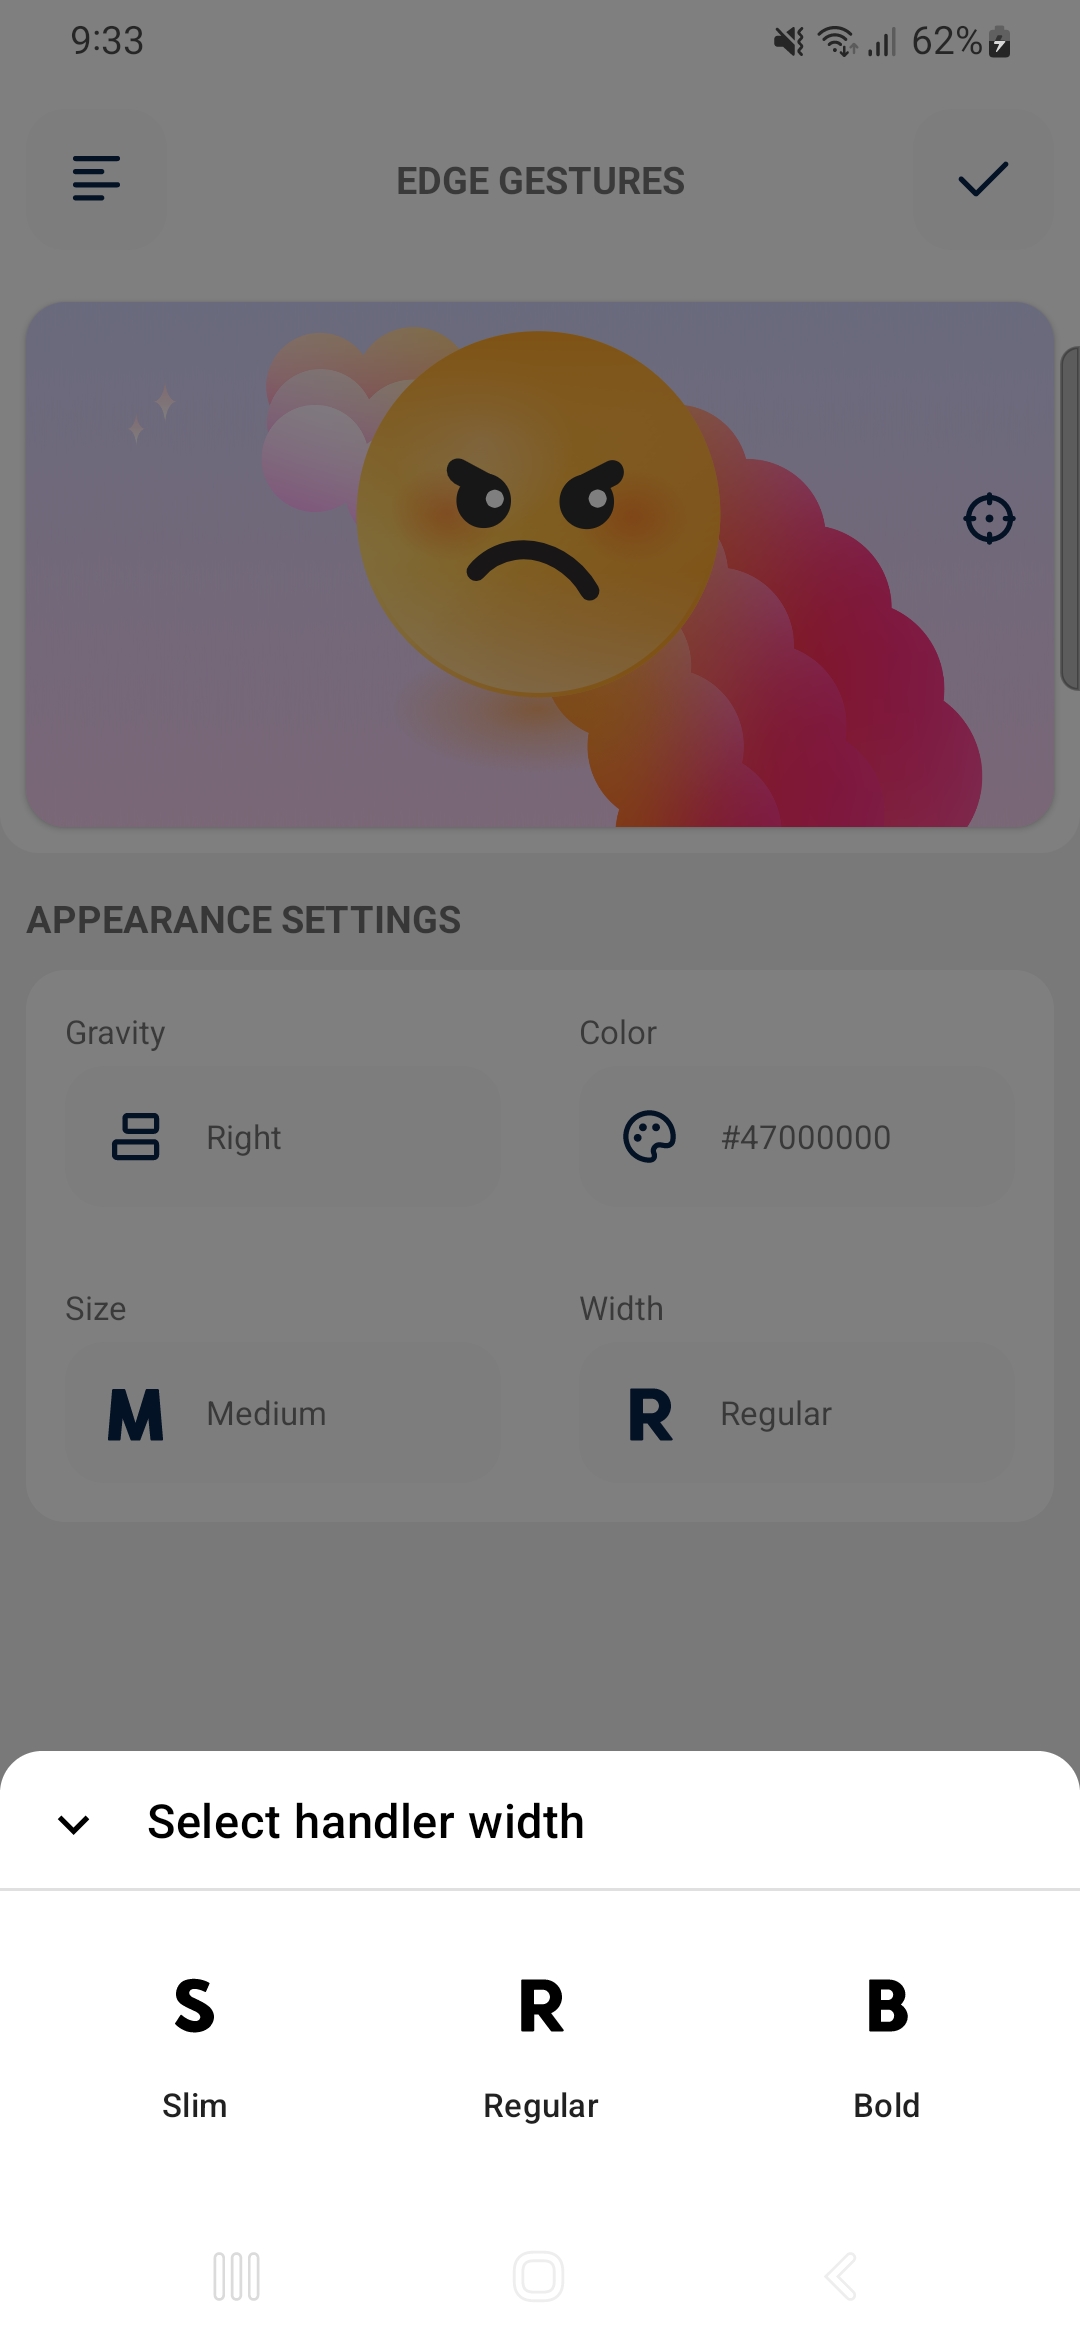 9:33
62%
EDGE GESTURES
APPEARANCE SETTINGS
Gravity
Color
Right
#47000000
Size
Width
M
Medium
R
Regular
Select handler width
S
R
B
Slim
Regular
Bold